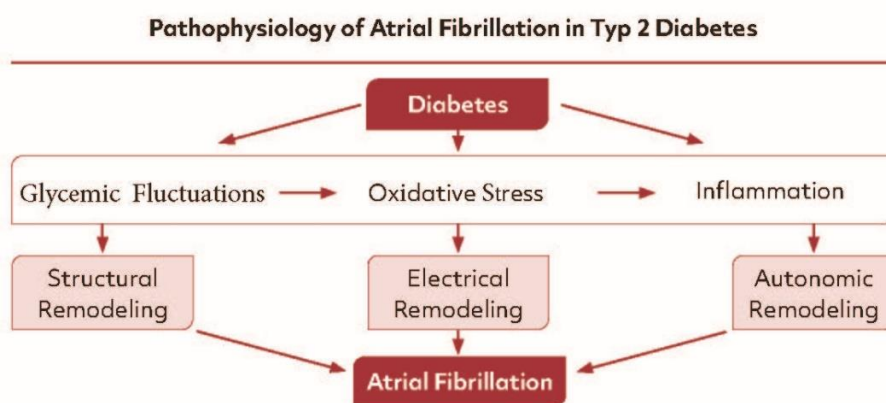 Pathophysiology of Atrial Fibrillation in Typ 2 Diabetes
Diabetes
Glycemic Fluctuations
Oxidative Stress
Inflammation
Structural
Remodeling
Electrical
Remodeling
Autonomic
Remodeling
Atrial Fibrillation